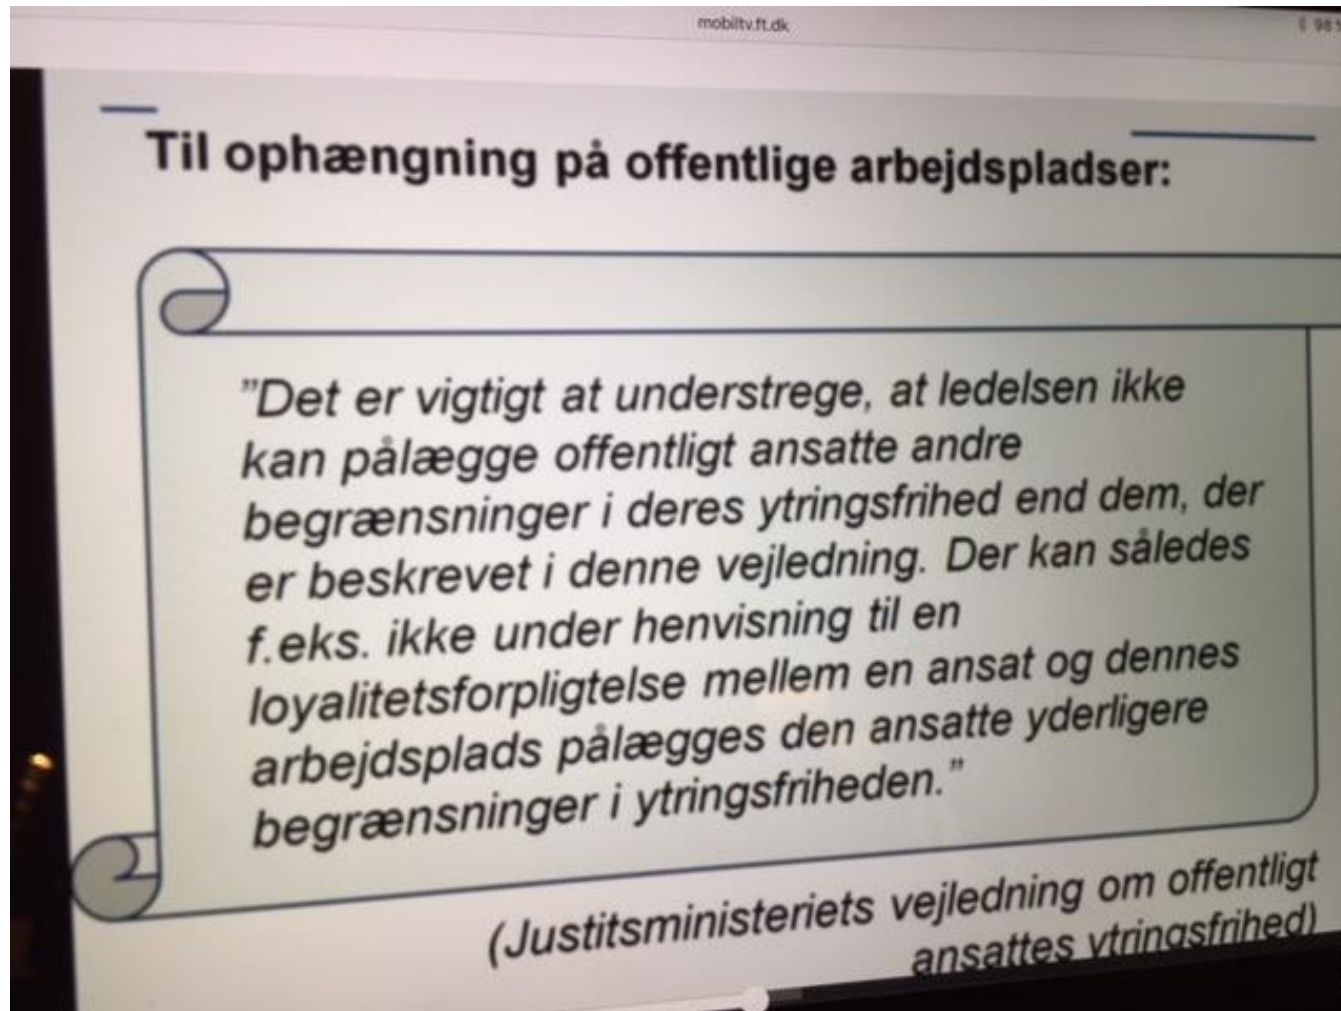 mobiltv.ft.dk
98 %
Til ophængning på offentlige arbejdspladser:
”Det er vigtigt at understrege, at ledelsen ikke
kan pålægge offentligt ansatte andre
begrænsninger i deres ytringsfrihed end dem, der
er beskrevet i denne vejledning. Der kan således
f.eks. ikke under henvisning til en
loyalitetsforpligtelse mellem en ansat og dennes
arbejdsplads pålægges den ansatte yderligere
begrænsninger i ytringsfriheden.”
(Justitsministeriets vejledning om offentligt
ansattes ytringsfrihed)